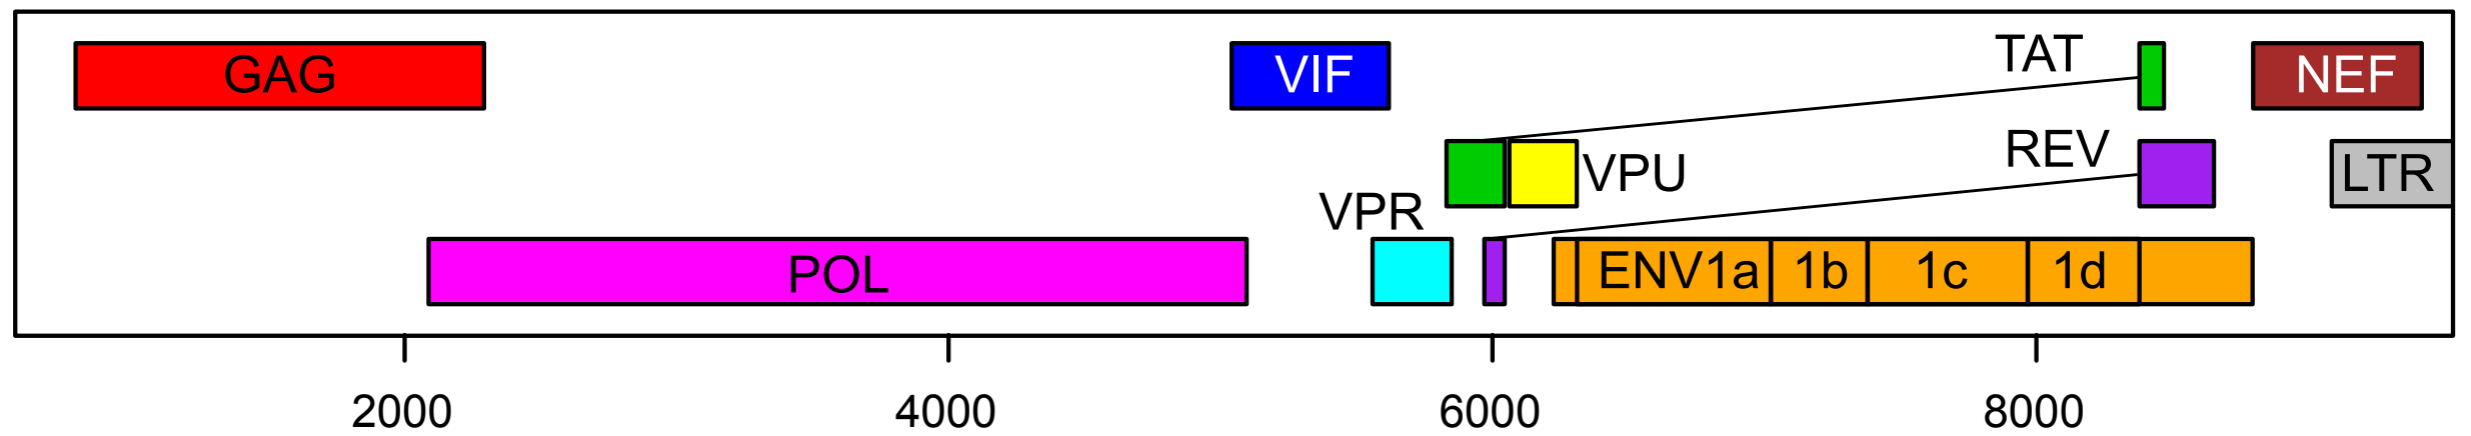 GAG
VIF
TAT
NEF
VPU
REV
LTR
VPR
POL
ENV1a 1b 1c 1d
2000 4000 6000 8000